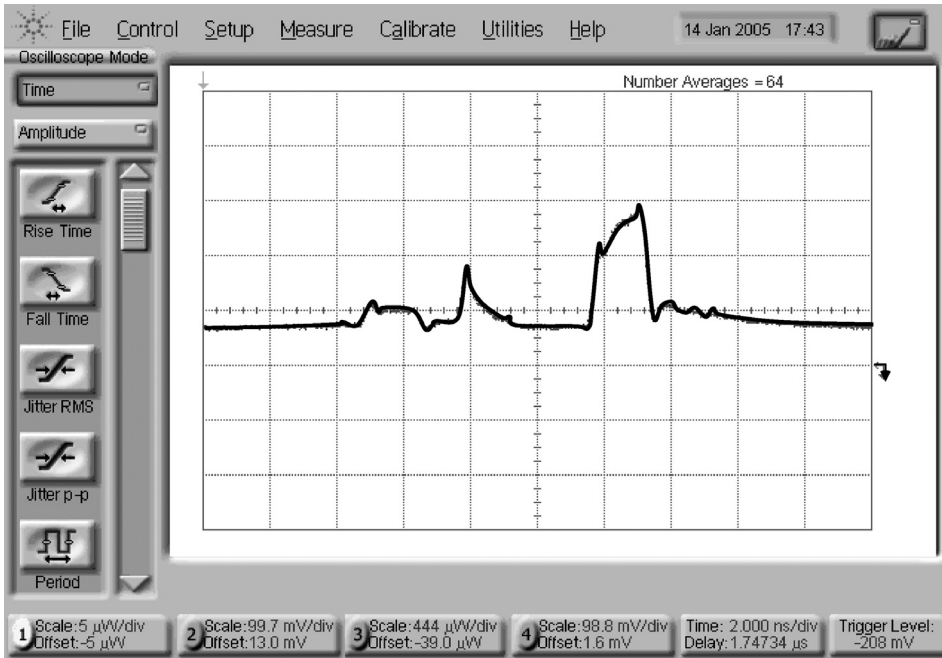 File Control Setup Measure Calibrate Utilities Help 14 Jan 2005 17:43
Oscilloscope Mode
Time
Amplitude
Number Averages = 64
Rise Time
Fall Time
Jitter RMS
Jitter p-p
Period
1 Scale:5 µW/div
Offset:-5 µW
2 Scale:99.7 mV/div
Offset:13.0 mV
3 Scale:444 µW/div
Offset:-39.0 µW
4 Scale:98.8 mV/div
Offset:1.6 mV
Time: 2.000 ns/div
Delay:1.74734 µs
Trigger Level:
-208 mV